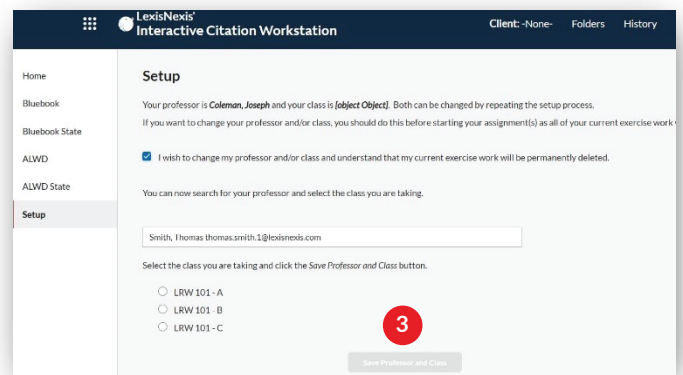 LexisNexis'
Interactive Citation Workstation
Client: -None- Folders History
Home
Bluebook
Bluebook State
ALWD
ALWD State
Setup
Setup
Your professor is Coleman, Joseph and your class is [object Object]. Both can be changed by repeating the setup process.
If you want to change your professor and/or class, you should do this before starting your assignment(s) as all of your current exercise work
I wish to change my professor and/or class and understand that my current exercise work will be permanently deleted.
You can now search for your professor and select the class you are taking.
Smith, Thomas thomas.smith.1@lexisnexis.com
Select the class you are taking and click the Save Professor and Class button.
LRW 101 - A
LRW 101 - B
LRW 101 - C
3
Save Professor and Class